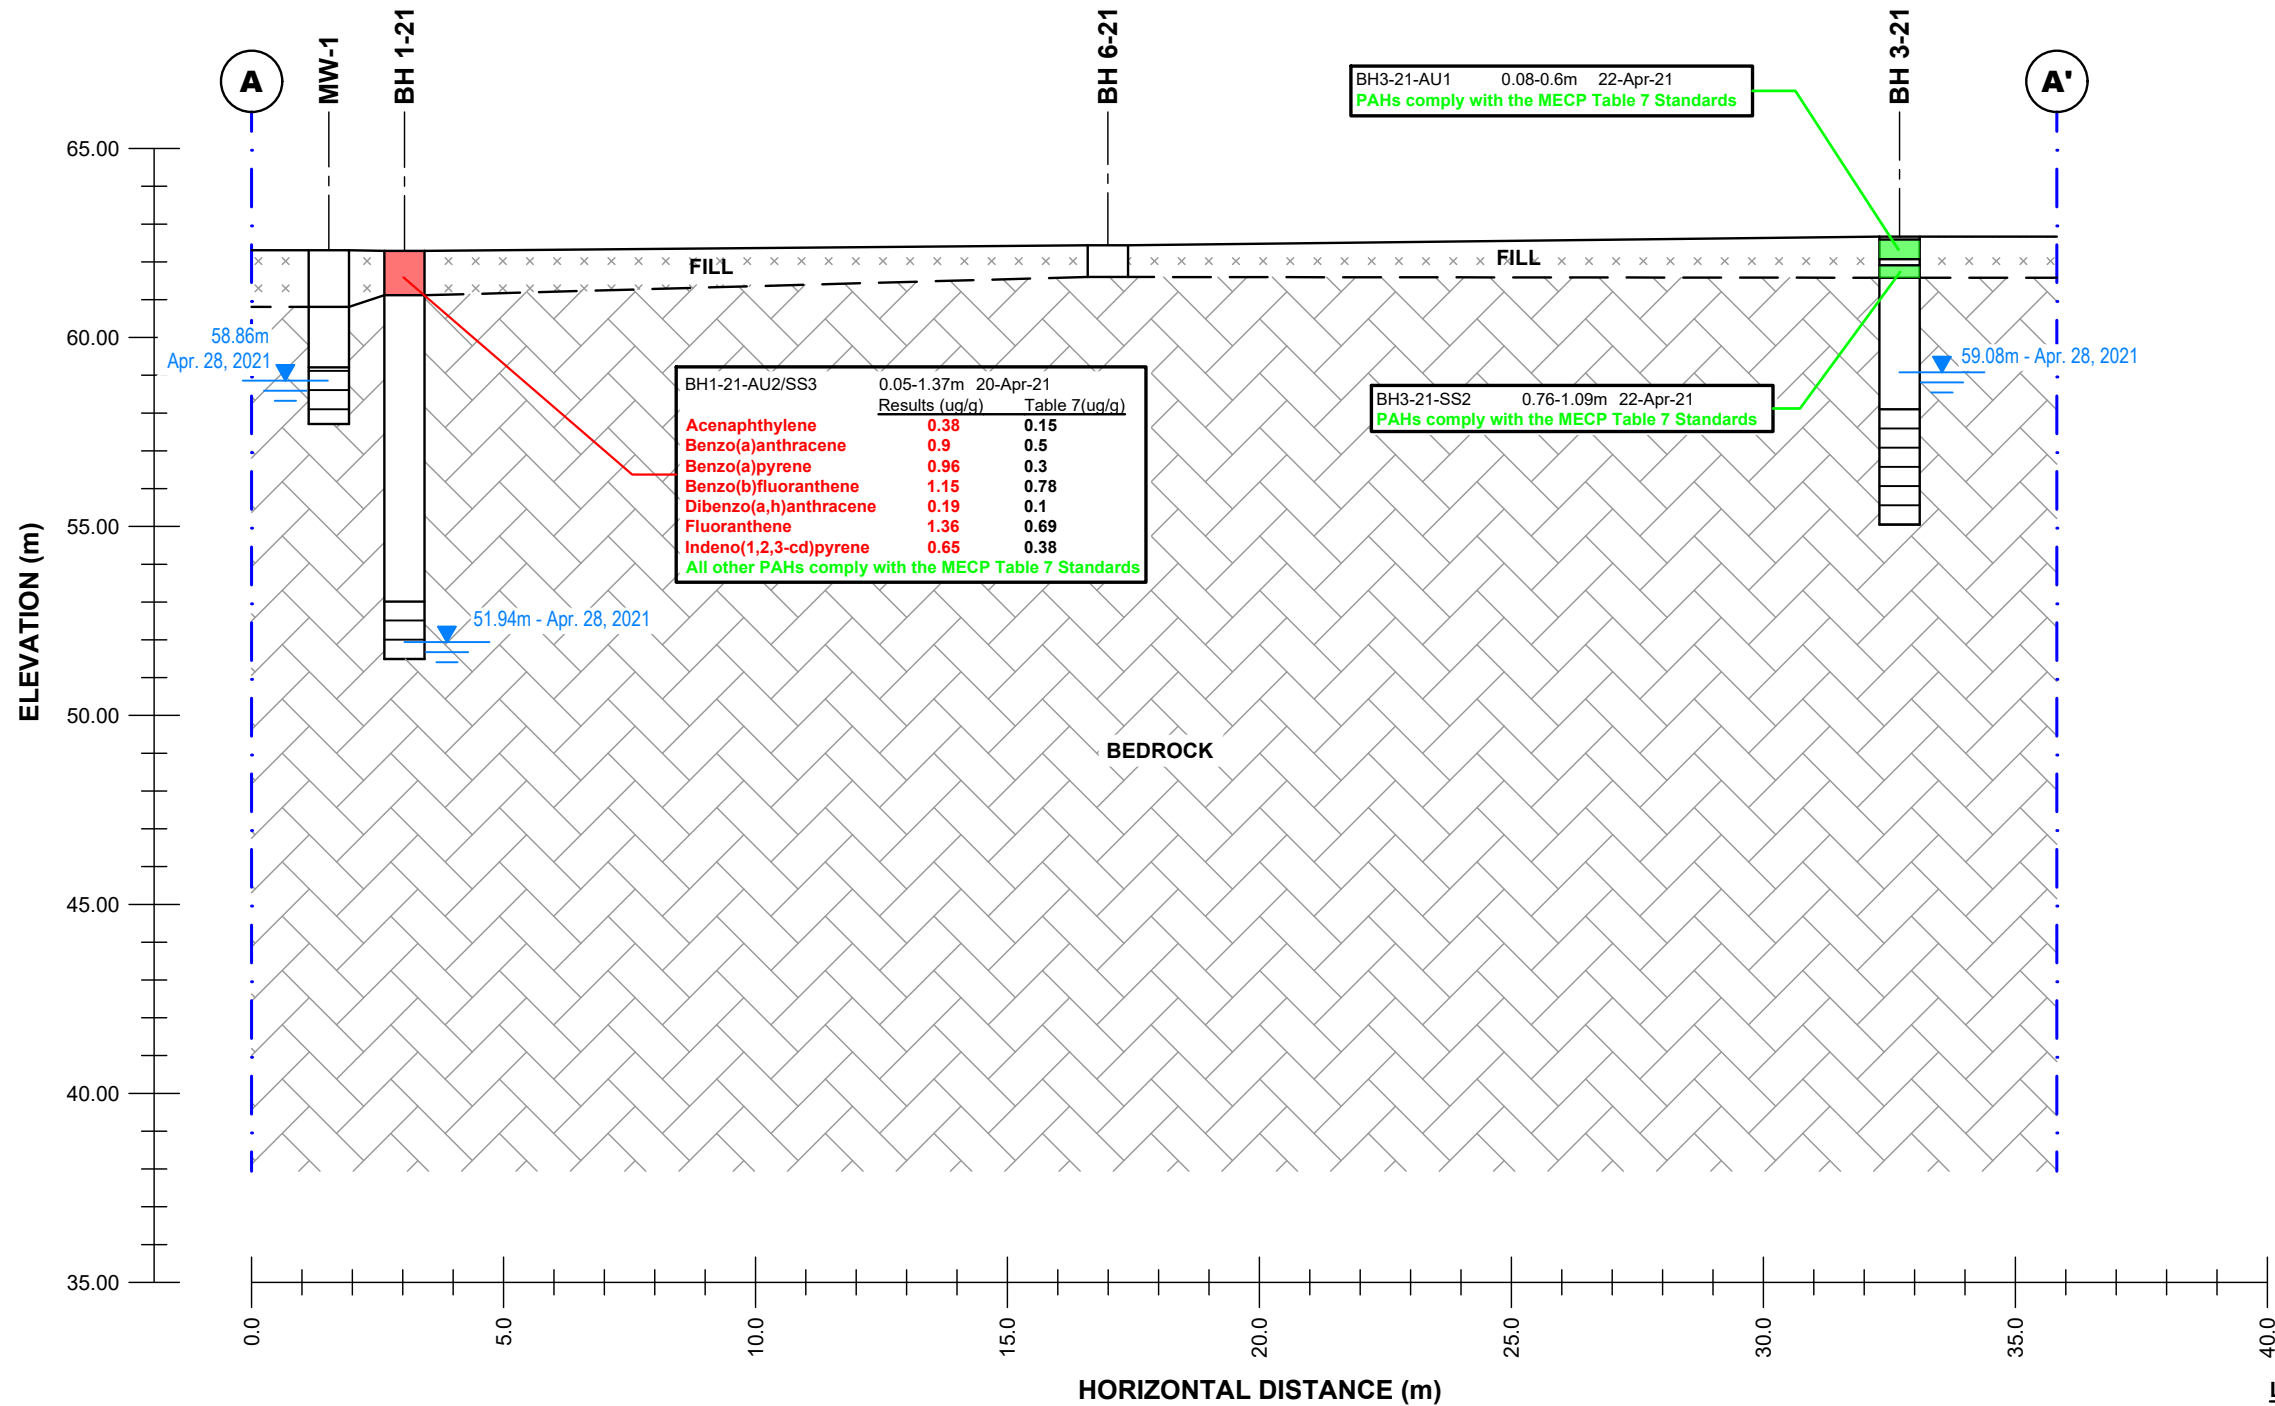 A
MW-1
BH 1-21
BH 6-21
BH 3-21
A'
BH3-21-AU1 0.08-0.6m 22-Apr-21
PAHs comply with the MECP Table 7 Standards
65.00
60.00
55.00
50.00
45.00
40.00
35.00
ELEVATION (m)
FILL
FILL
58.86m
Apr. 28, 2021
59.08m - Apr. 28, 2021
BH1-21-AU2/SS3 0.05-1.37m 20-Apr-21
Results (ug/g) Table 7(ug/g)
Acenaphthylene 0.38 0.15
Benzo(a)anthracene 0.9 0.5
Benzo(a)pyrene 0.96 0.3
Benzo(b)fluoranthene 1.15 0.78
Dibenzo(a,h)anthracene 0.19 0.1
Fluoranthene 1.36 0.69
Indeno(1,2,3-cd)pyrene 0.65 0.38
All other PAHs comply with the MECP Table 7 Standards
BH3-21-SS2 0.76-1.09m 22-Apr-21
PAHs comply with the MECP Table 7 Standards
51.94m - Apr. 28, 2021
BEDROCK
0.0
5.0
10.0
15.0
20.0
25.0
30.0
35.0
40.0
HORIZONTAL DISTANCE (m)